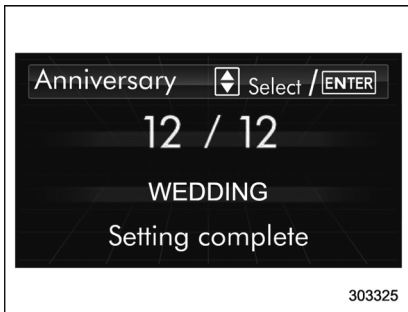 Anniversary Select / ENTER
12 / 12
WEDDING
Setting complete
303325